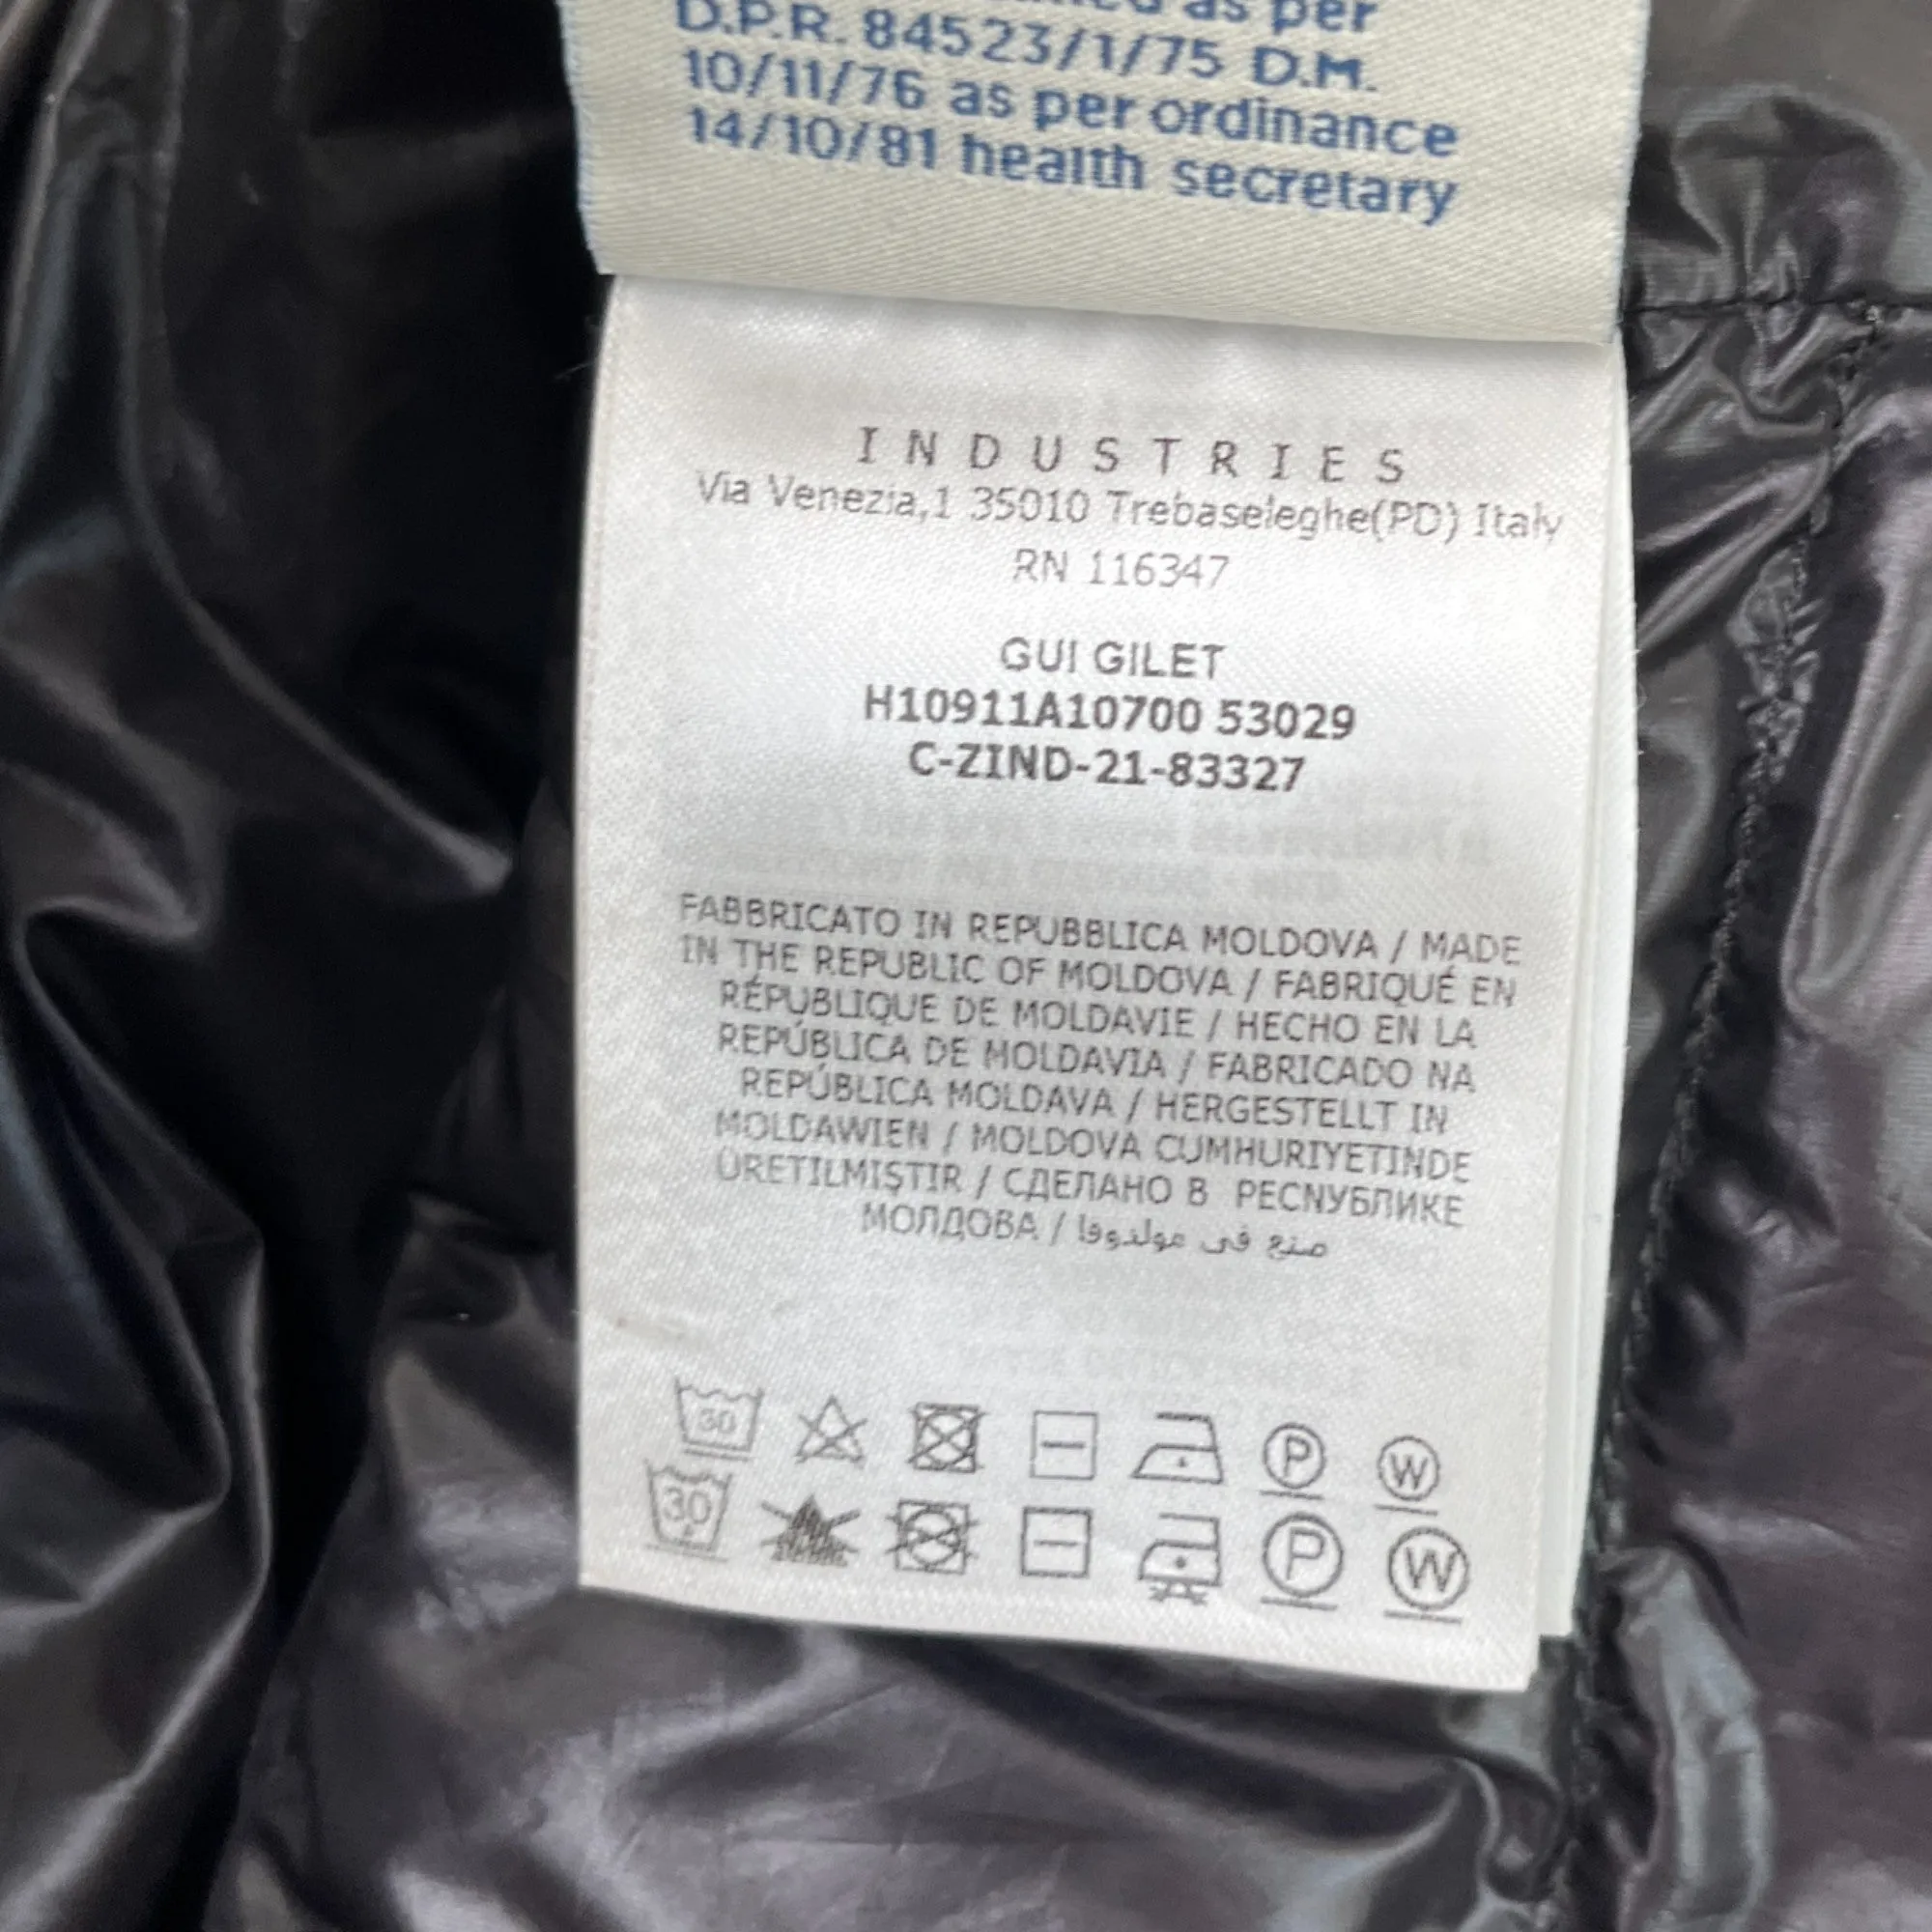 as per
D.P.R. 84523/1/75 D.M.
10/11/76 as per ordinance
14/10/81 health secretary
INDUSTRIES
Via Venezia,1 35010 Trebaseleghe(PD) Italy
RN 116347
GUI GILET
H10911A10700 53029
C-ZIND-21-83327
FABBRICATO IN REPUBBLICA MOLDOVA / MADE
IN THE REPUBLIC OF MOLDOVA / FABRIQUÉ EN
RÉPUBLIQUE DE MOLDAVIE / HECHO EN LA
REPÚBLICA DE MOLDAVIA / FABRICADO NA
REPÚBLICA MOLDAVA / HERGESTELLT IN
MOLDAWIEN / MOLDOVA CUMHURIYETINDE
ÜRETILMIŞTIR / СДЕЛАНО В РЕСПУБЛИКЕ
МОЛДОВА / صنع في مولدوفا
30 P W
30 P W